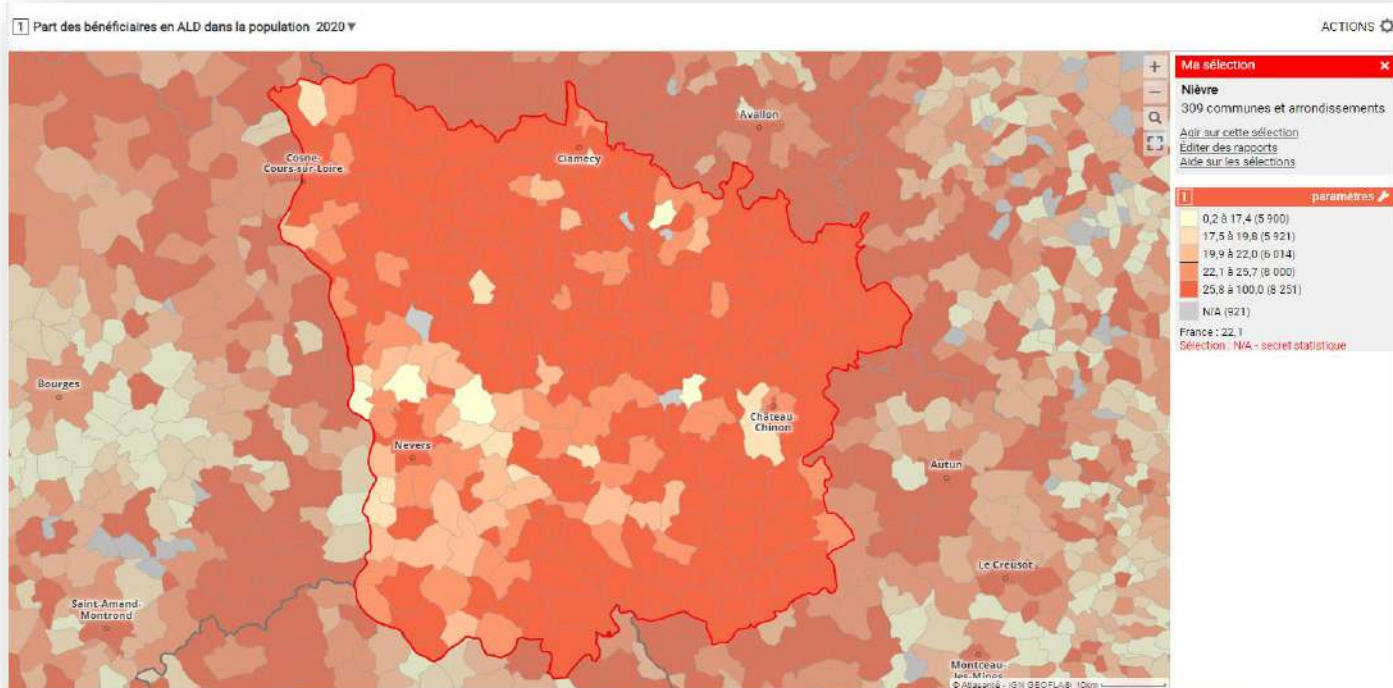 1 Part des bénéficiaires en ALD dans la population 2020 ▼
ACTIONS
+
−
Ma sélection ×
Nièvre
309 communes et arrondissements
Agir sur cette sélection
Éditer des rapports
Aide sur les sélections
1 paramètres
0,2 à 17,4 (5 900)
17,5 à 19,8 (5 921)
19,9 à 22,0 (6 014)
22,1 à 25,7 (8 000)
25,8 à 100,0 (8 251)
N/A (921)
France : 22,1
Sélection : N/A - secret statistique
Avallon
Clamecy
Cosne-
Cours-sur-Loire
Bourges
Château-
Chinon
Nevers
Autun
Le Creusot
Saint-Amand-
Montrond
Montceau-
les-Mines
© Atlasanté - IGN GEOFLA® 10km